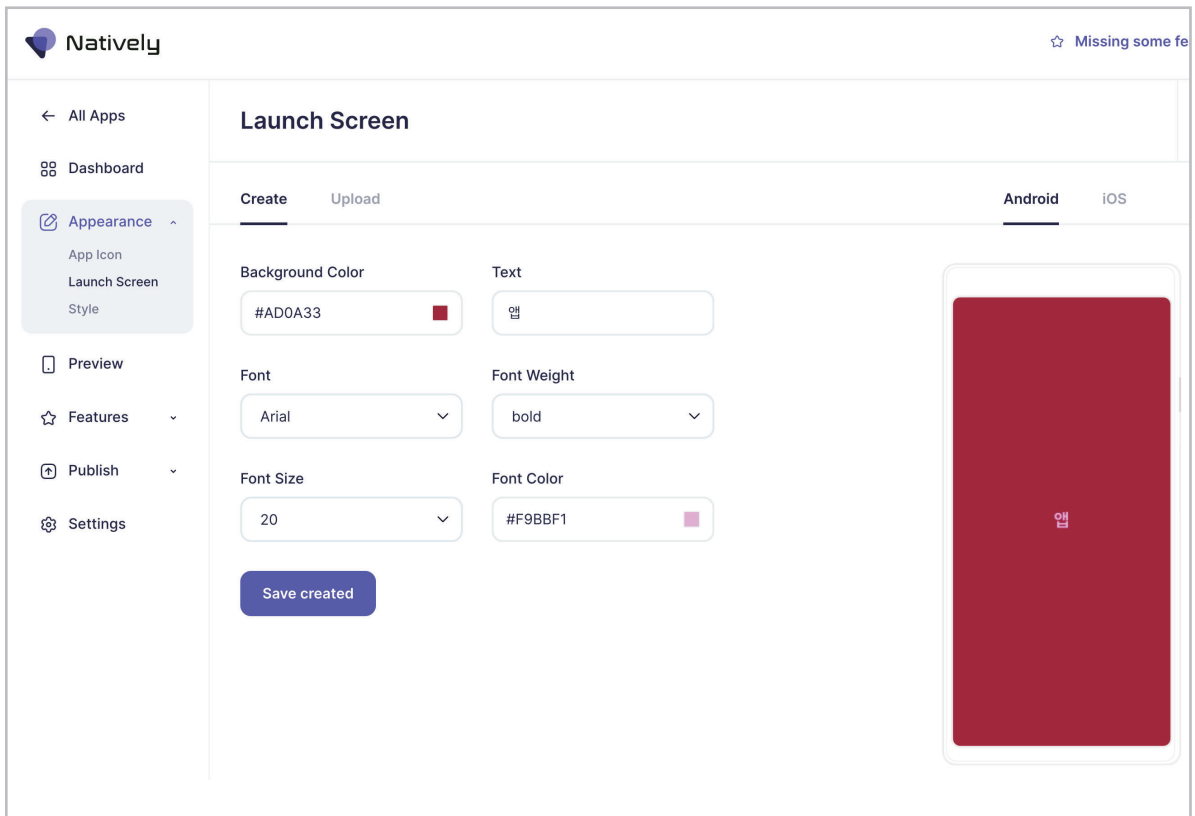 Natively
Missing some fe
All Apps
Dashboard
Appearance
App Icon
Launch Screen
Style
Preview
Features
Publish
Settings
Launch Screen
Create Upload
Android iOS
Background Color Text
#AD0A33 앱
Font Font Weight
Arial bold
Font Size Font Color
20 #F9BBF1
Save created
앱